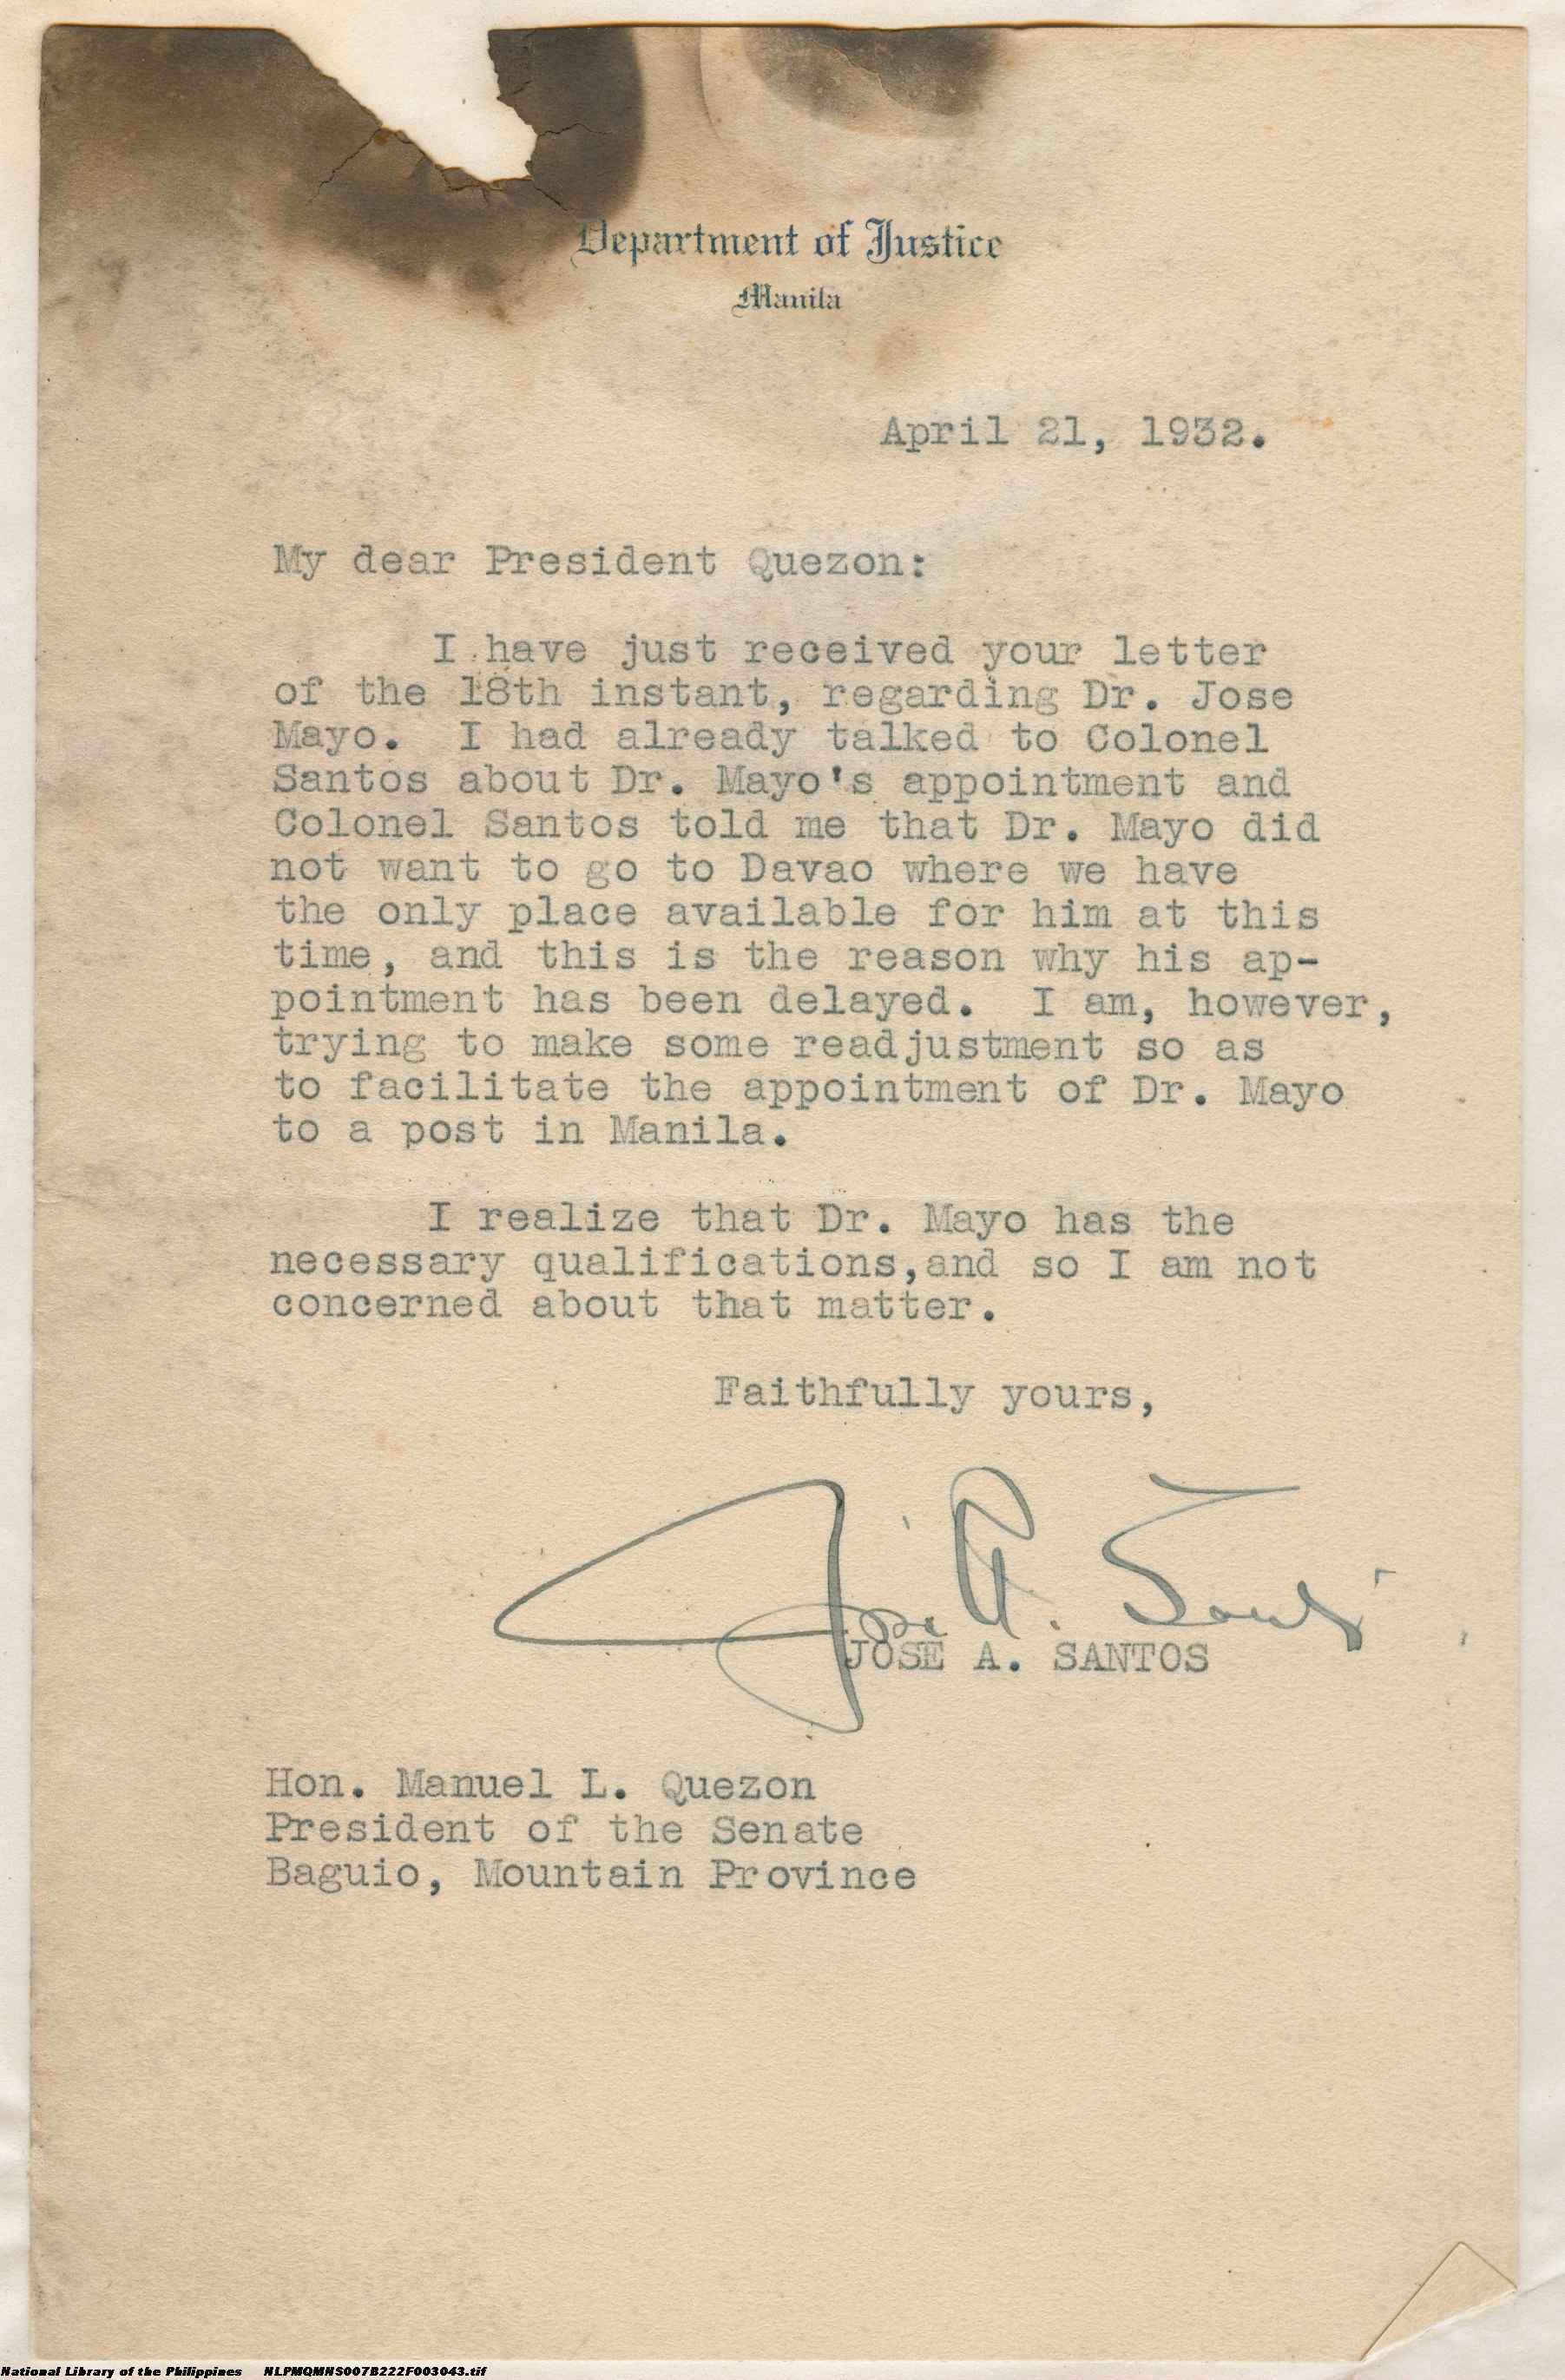 Department of Justice
Manila
April 21, 1932.
My dear President Quezon:
I have just received your letter
of the 18th instant, regarding Dr. Jose
Mayo. I had already talked to Colonel
Santos about Dr. Mayo's appointment and
Colonel Santos told me that Dr. Mayo did
not want to go to Davao where we have
the only place available for him at this
time, and this is the reason why his ap-
pointment has been delayed. I am, however,
trying to make some readjustment so as
to facilitate the appointment of Dr. Mayo
to a post in Manila.
I realize that Dr. Mayo has the
necessary qualifications,and so I am not
concerned about that matter.
Faithfully yours,
Jose A. Santos
JOSE A. SANTOS
Hon. Manuel L. Quezon
President of the Senate
Baguio, Mountain Province
National Library of the Philippines NLPMQMNS007B222F003043.tif